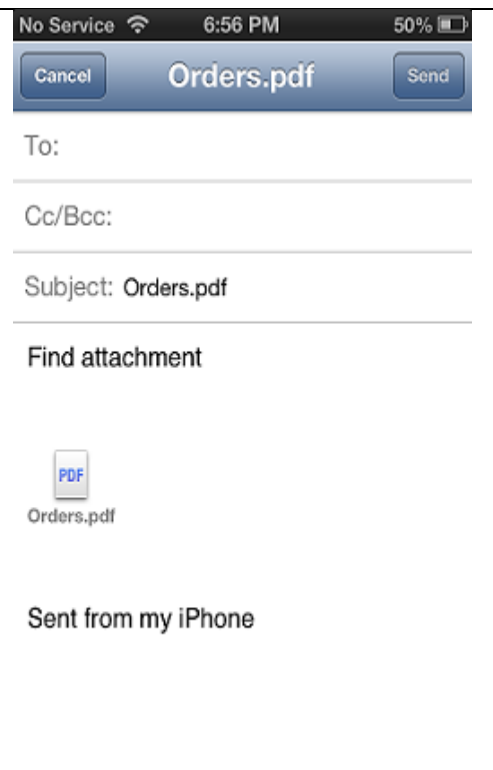 No Service 6:56 PM 50%
Cancel Orders.pdf Send
To:
Cc/Bcc:
Subject: Orders.pdf
Find attachment
PDF
Orders.pdf
Sent from my iPhone